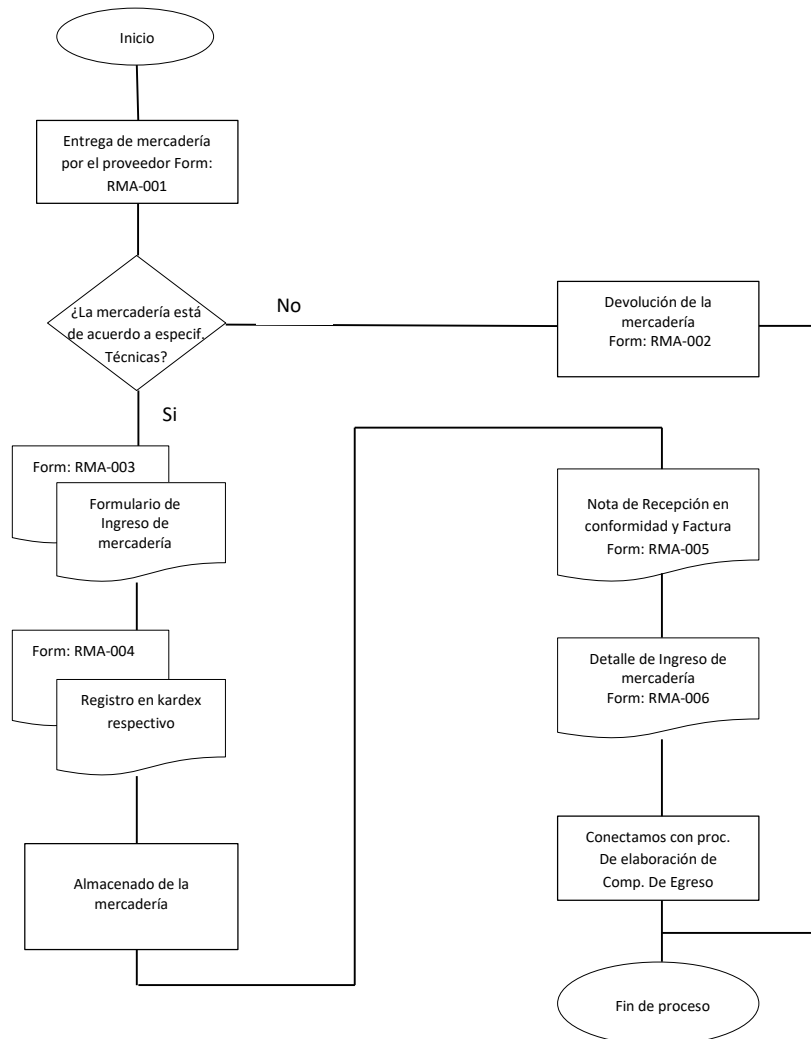 Inicio
Entrega de mercadería
por el proveedor Form:
RMA-001
¿La mercadería está
de acuerdo a especif.
Técnicas?
No
Devolución de la
mercadería
Form: RMA-002
Si
Form: RMA-003
Formulario de
Ingreso de
mercadería
Form: RMA-004
Registro en kardex
respectivo
Almacenado de la
mercadería
Nota de Recepción en
conformidad y Factura
Form: RMA-005
Detalle de Ingreso de
mercadería
Form: RMA-006
Conectamos con proc.
De elaboración de
Comp. De Egreso
Fin de proceso